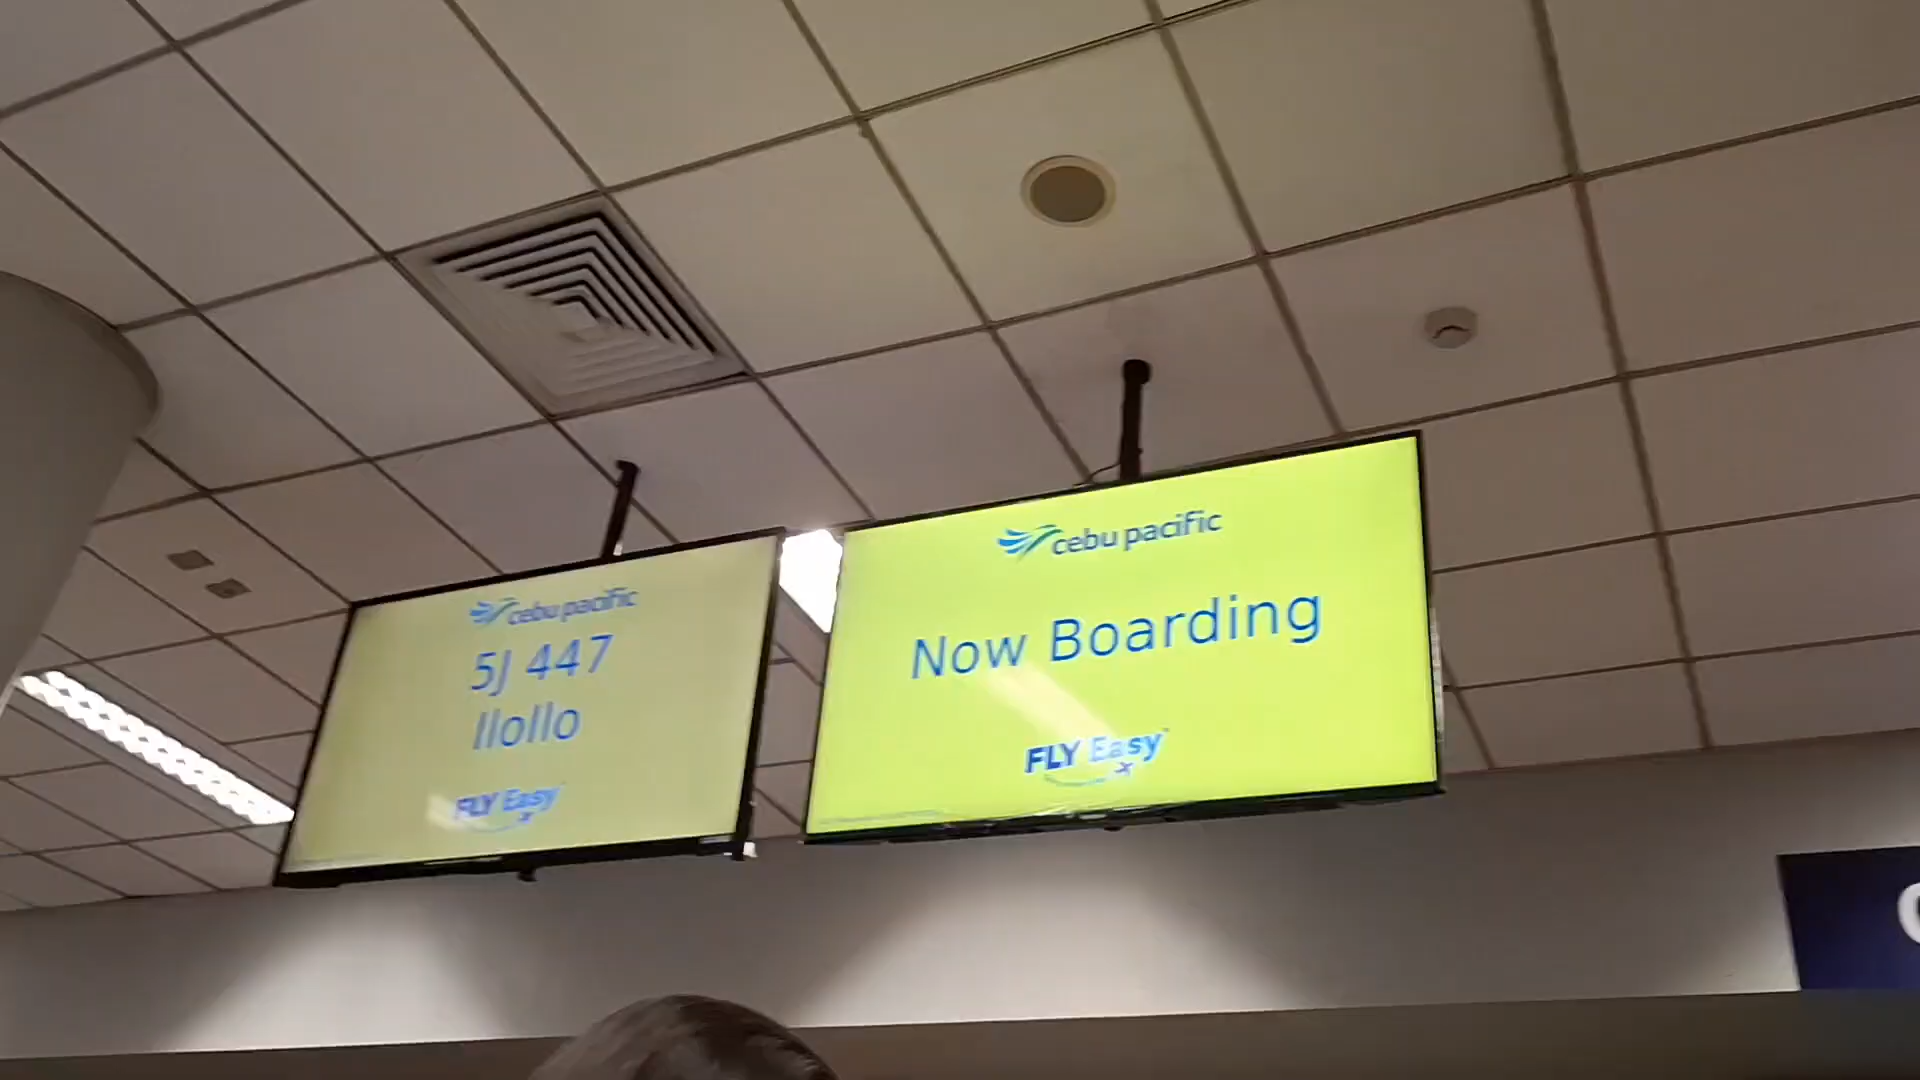 cebu pacific
5J 447
Iloilo
FLY Easy
cebu pacific
Now Boarding
FLY Easy